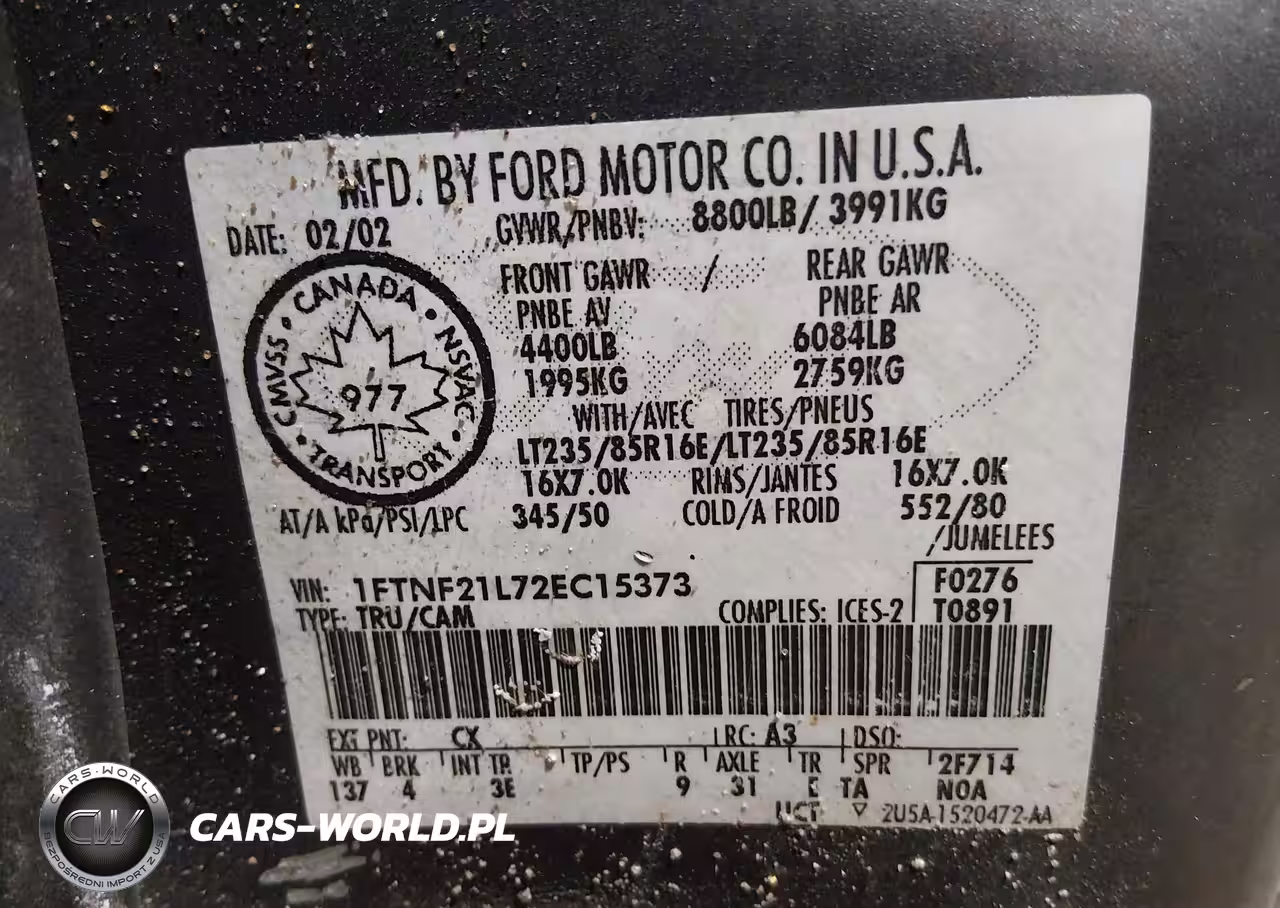 MFD. BY FORD MOTOR CO. IN U.S.A.
DATE: 02/02 GVWR/PNBV: 8800LB/ 3991KG
FRONT GAWR / REAR GAWR
PNBE AV PNBE AR
4400LB 6084LB
1995KG 2759KG
WITH/AVEC TIRES/PNEUS
LT235/85R16E/LT235/85R16E
16X7.0K RIMS/JANTES 16X7.0K
AT/A kPa/PSI/LPC 345/50 COLD/A FROID 552/80
/JUMELEES
CANADA • NSVAC • TRANSPORT • CMVSS •
977
VIN: 1FTNF21L72EC15373 F0276
TYPE: TRU/CAM COMPLIES: ICES-2 T0891
EXT PNT: CX RC: A3 DSO:
WB BRK INT TR TP/PS R AXLE TR SPR 2F714
137 4 3E 9 31 E TA NOA
UCT ▽ 2U5A-1520472-AA
CARS-WORLD
CW
BEZPOŚREDNI IMPORT Z USA
CARS-WORLD.PL